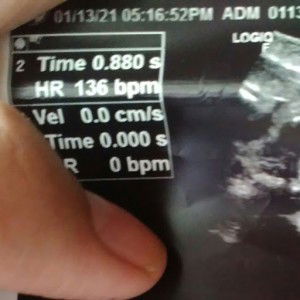 01/13/21 05:16:52PM ADM 0113
LOGIQ
2 Time 0.880 s
HR 136 bpm
Vel 0.0 cm/s
Time 0.000 s
R 0 bpm